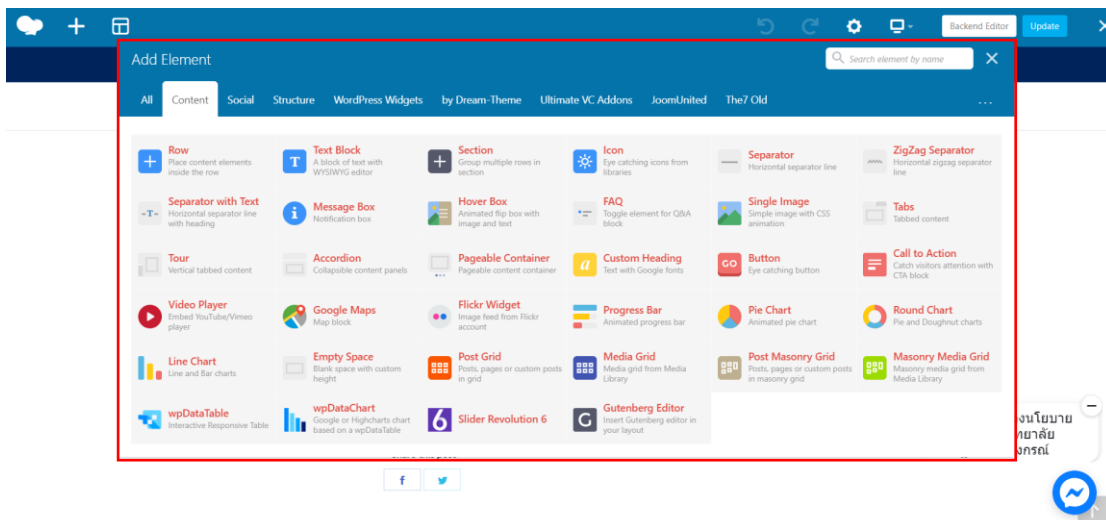 Backend Editor Update
Add Element
Search element by name
All Content Social Structure WordPress Widgets by Dream-Theme Ultimate VC Addons JoomUnited The7 Old ...
Row
Place content elements
inside the row
Text Block
A block of text with
WYSIWYG editor
Section
Group multiple rows in
section
Icon
Eye catching icons from
libraries
Separator
Horizontal separator line
ZigZag Separator
Horizontal zigzag separator
line
Separator with Text
Horizontal separator line
with heading
Message Box
Notification box
Hover Box
Animated flip box with
image and text
FAQ
Toggle element for Q&A
block
Single Image
Simple image with CSS
animation
Tabs
Tabbed content
Tour
Vertical tabbed content
Accordion
Collapsible content panels
Pageable Container
Pageable content container
Custom Heading
Text with Google fonts
GO
Button
Eye catching button
Call to Action
Catch visitors attention with
CTA block
Video Player
Embed YouTube/Vimeo
player
Google Maps
Map block
Flickr Widget
Image feed from Flickr
account
Progress Bar
Animated progress bar
Pie Chart
Animated pie chart
Round Chart
Pie and Doughnut charts
Line Chart
Line and Bar charts
Empty Space
Blank space with custom
height
Post Grid
Posts, pages or custom posts
in grid
Media Grid
Media grid from Media
Library
Post Masonry Grid
Posts, pages or custom posts
in masonry grid
Masonry Media Grid
Masonry media grid from
Media Library
wpDataTable
Interactive Responsive Table
wpDataChart
Google or Highcharts chart
based on a wpDataTable
6
Slider Revolution 6
G
Gutenberg Editor
Insert Gutenberg editor in
your layout
งนโยบาย
ทยาลัย
งกรณ์